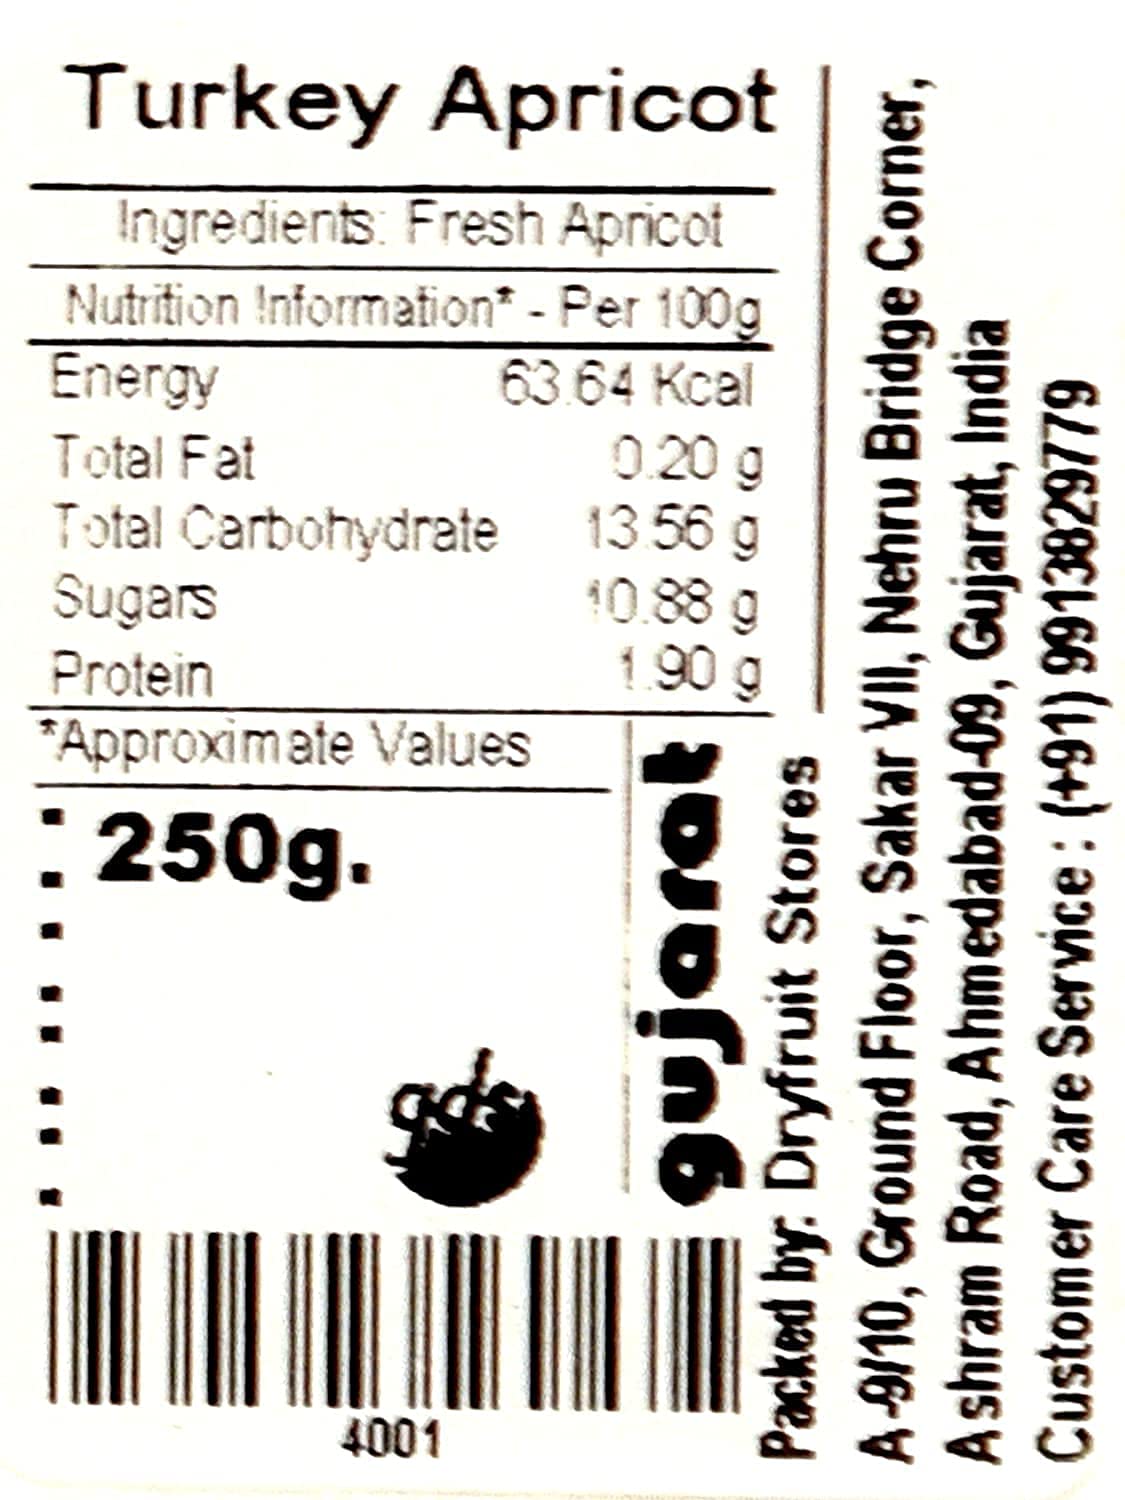 Turkey Apricot
Ingredients: Fresh Apricot
Nutrition Information* - Per 100g
Energy 63.64 Kcal
Total Fat 0.20 g
Total Carbohydrate 13.56 g
Sugars 10.88 g
Protein 1.90 g
*Approximate Values
250g.
gds
4001
gujarat
Packed by: Dryfruit Stores
A-9/10, Ground Floor, Sakar VII, Nehru Bridge Corner,
Ashram Road, Ahmedabad-09, Gujarat, India
Customer Care Service : (+91) 9913829779